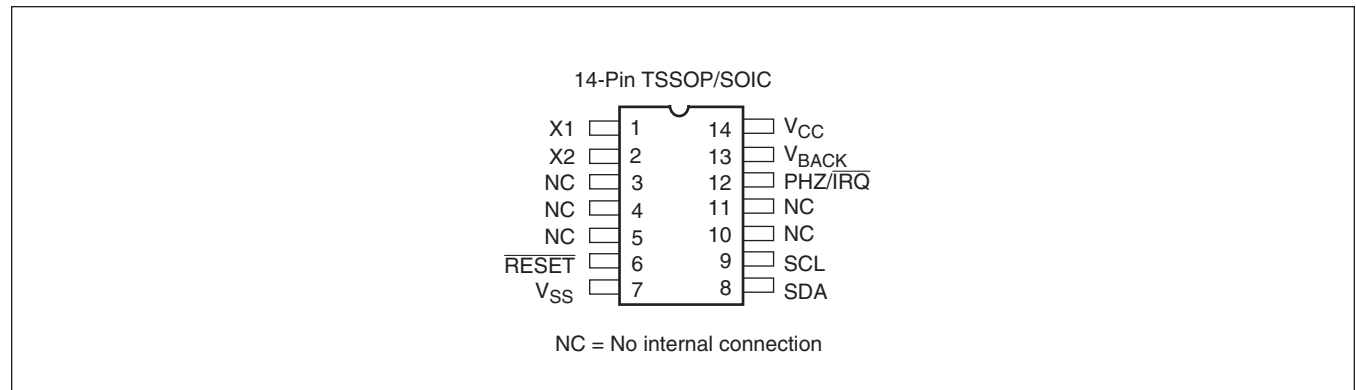 14-Pin TSSOP/SOIC
X1 1 14 VCC
X2 2 13 VBACK
NC 3 12 PHZ/IRQ
NC 4 11 NC
NC 5 10 NC
RESET 6 9 SCL
VSS 7 8 SDA
NC = No internal connection